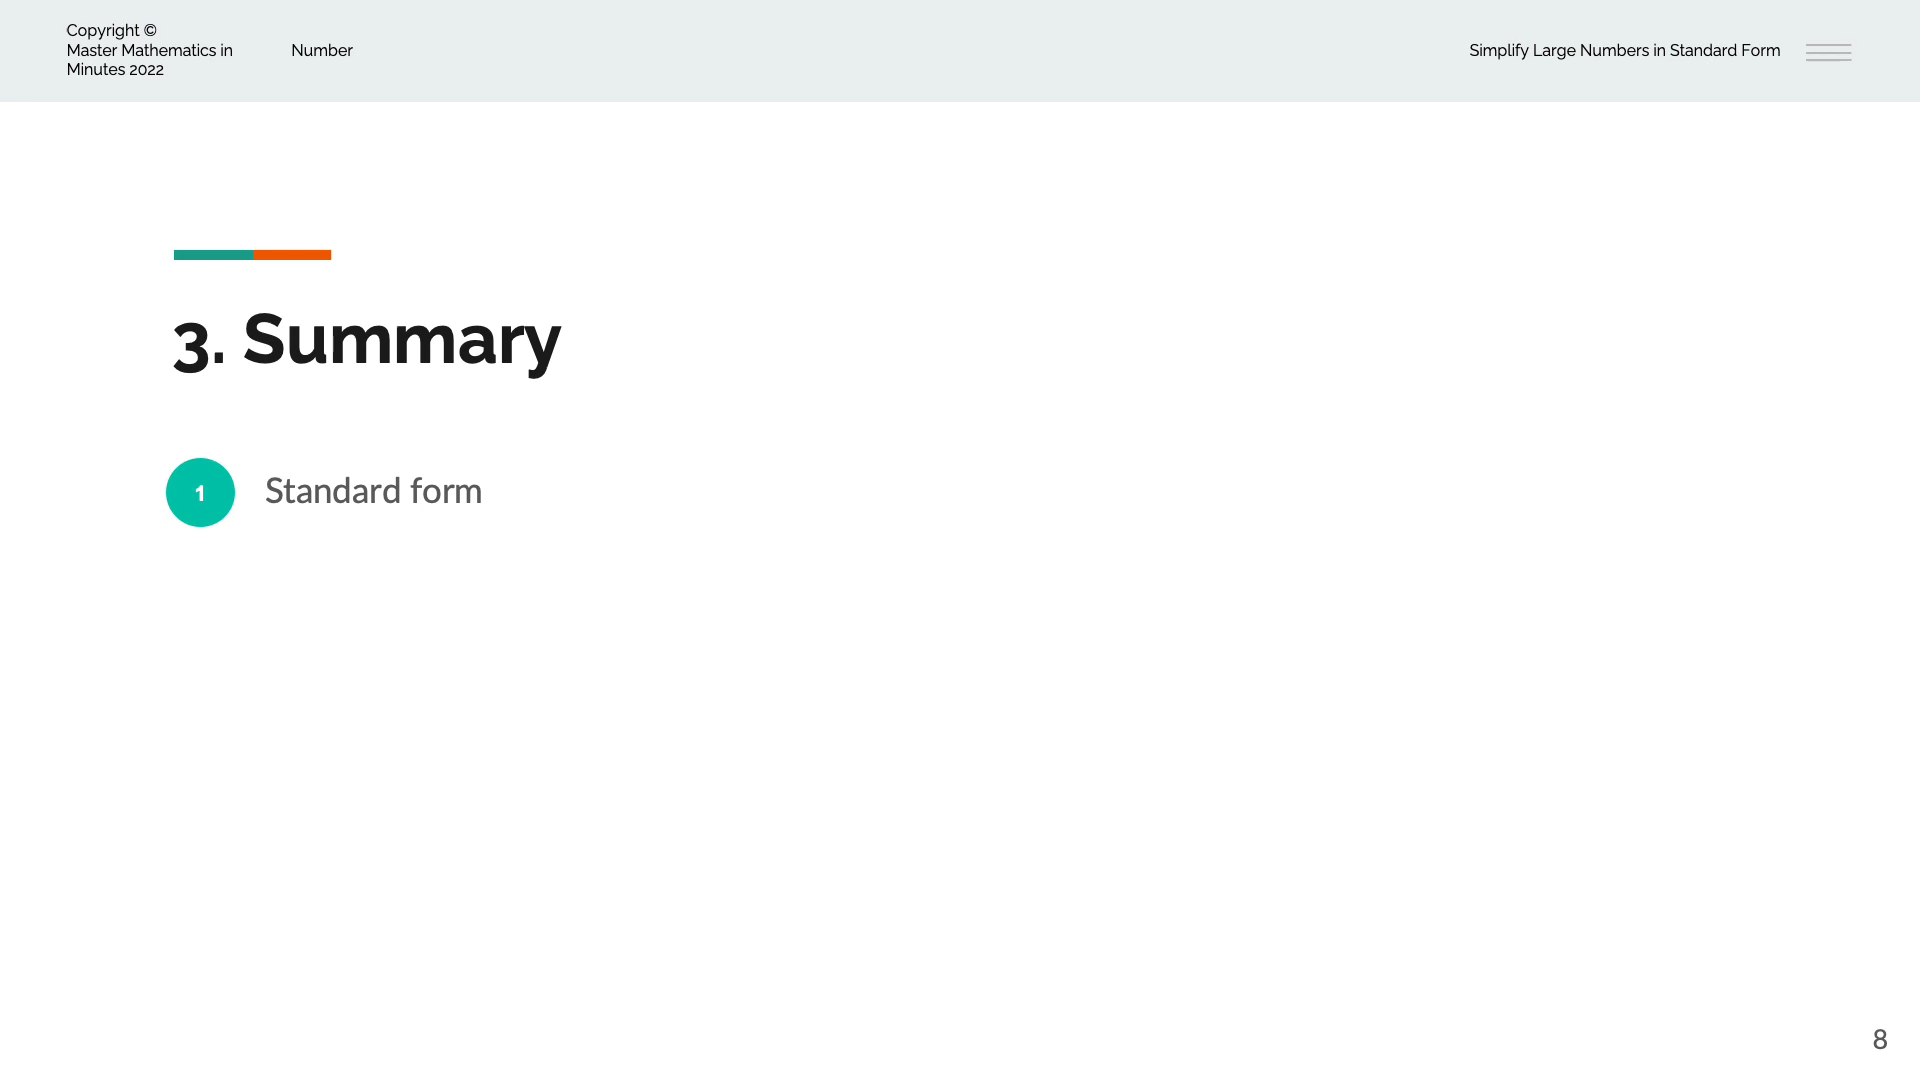 Copyright ©
Master Mathematics in
Minutes 2022
Number
Simplify Large Numbers in Standard Form
3. Summary
1
Standard form
8